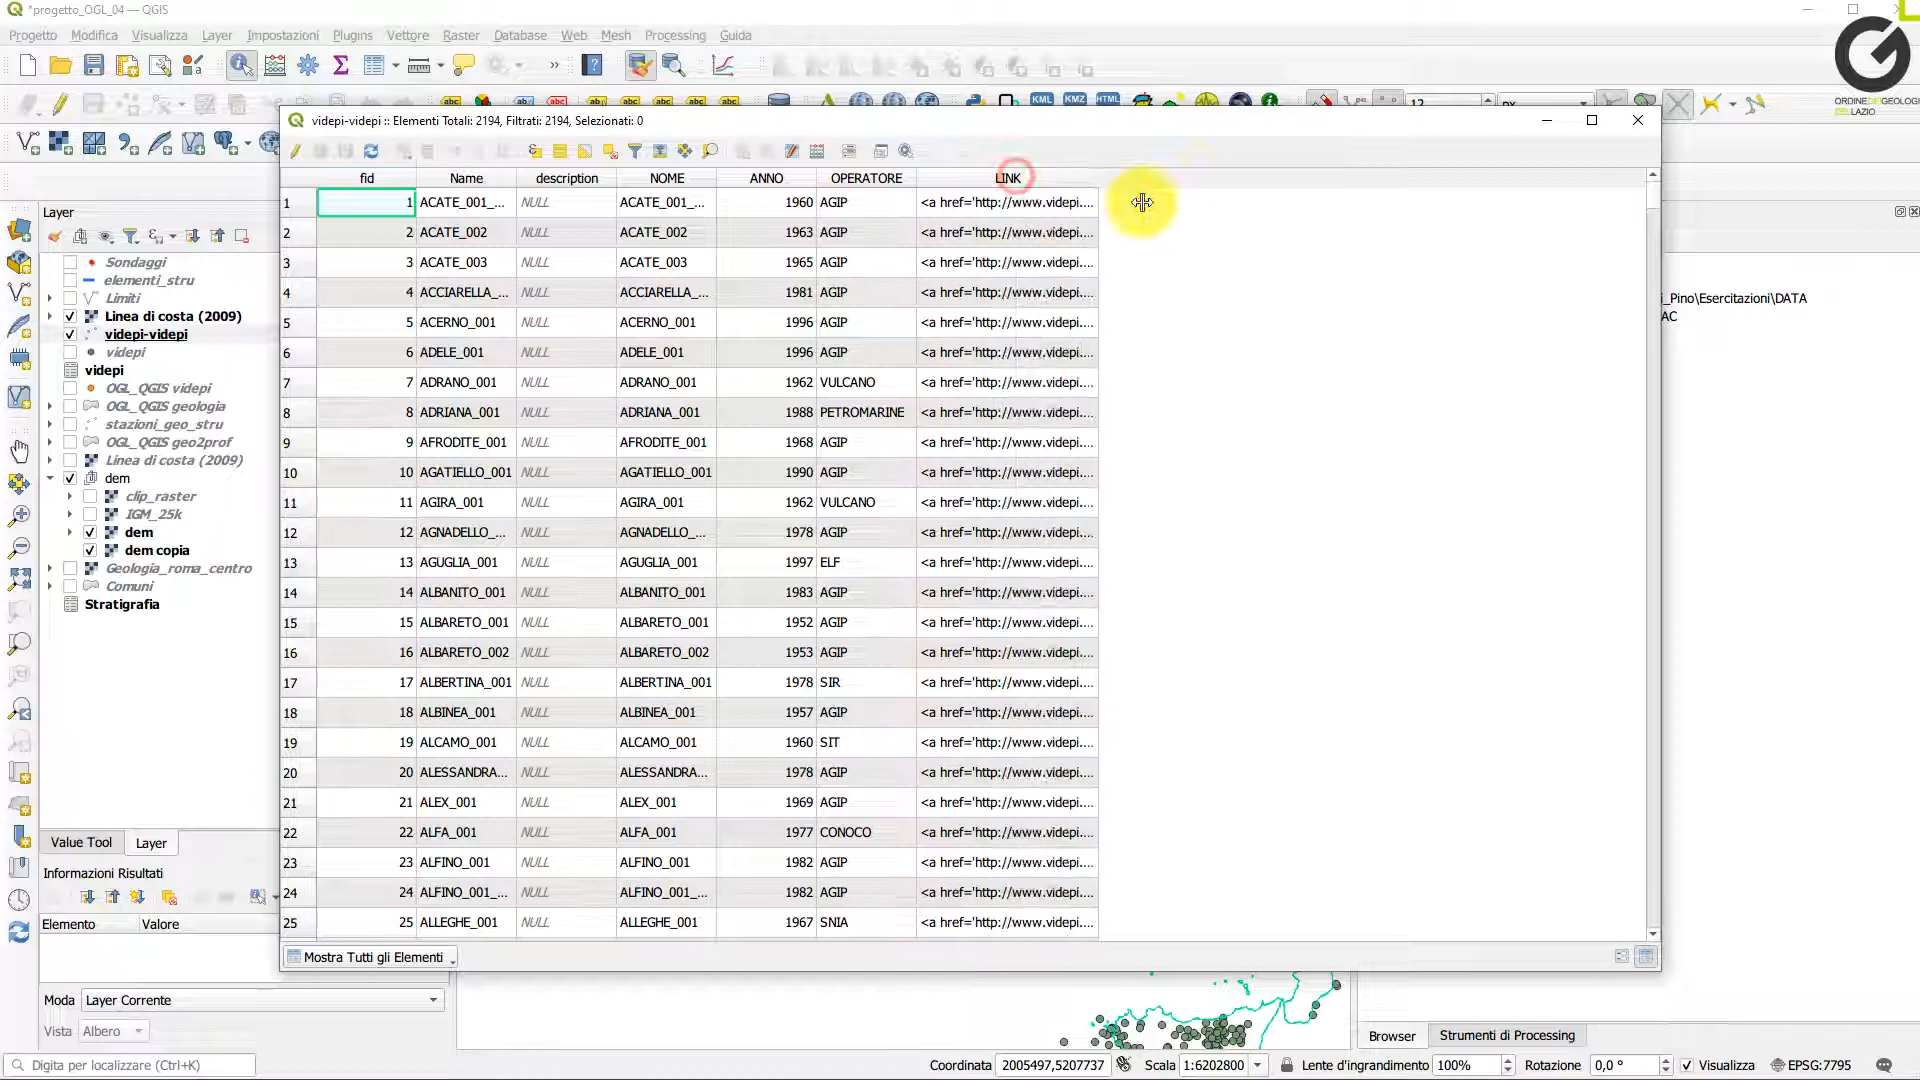 *progetto_OGL_04 — QGIS
Progetto Modifica Visualizza Layer Impostazioni Plugins Vettore Raster Database Web Mesh Processing Guida
ORDINE DEI GEOLOGI
DEL LAZIO
videpi-videpi :: Elementi Totali: 2194, Filtrati: 2194, Selezionati: 0
fid Name description NOME ANNO OPERATORE LINK
1 1 ACATE_001_... NULL ACATE_001_... 1960 AGIP <a href='http://www.videpi....
2 2 ACATE_002 NULL ACATE_002 1963 AGIP <a href='http://www.videpi....
3 3 ACATE_003 NULL ACATE_003 1965 AGIP <a href='http://www.videpi....
4 4 ACCIARELLA_... NULL ACCIARELLA_... 1981 AGIP <a href='http://www.videpi....
5 5 ACERNO_001 NULL ACERNO_001 1996 AGIP <a href='http://www.videpi....
6 6 ADELE_001 NULL ADELE_001 1996 AGIP <a href='http://www.videpi....
7 7 ADRANO_001 NULL ADRANO_001 1962 VULCANO <a href='http://www.videpi....
8 8 ADRIANA_001 NULL ADRIANA_001 1988 PETROMARINE <a href='http://www.videpi....
9 9 AFRODITE_001 NULL AFRODITE_001 1968 AGIP <a href='http://www.videpi....
10 10 AGATIELLO_001 NULL AGATIELLO_001 1990 AGIP <a href='http://www.videpi....
11 11 AGIRA_001 NULL AGIRA_001 1962 VULCANO <a href='http://www.videpi....
12 12 AGNADELLO_... NULL AGNADELLO_... 1978 AGIP <a href='http://www.videpi....
13 13 AGUGLIA_001 NULL AGUGLIA_001 1997 ELF <a href='http://www.videpi....
14 14 ALBANITO_001 NULL ALBANITO_001 1983 AGIP <a href='http://www.videpi....
15 15 ALBARETO_001 NULL ALBARETO_001 1952 AGIP <a href='http://www.videpi....
16 16 ALBARETO_002 NULL ALBARETO_002 1953 AGIP <a href='http://www.videpi....
17 17 ALBERTINA_001 NULL ALBERTINA_001 1978 SIR <a href='http://www.videpi....
18 18 ALBINEA_001 NULL ALBINEA_001 1957 AGIP <a href='http://www.videpi....
19 19 ALCAMO_001 NULL ALCAMO_001 1960 SIT <a href='http://www.videpi....
20 20 ALESSANDRA... NULL ALESSANDRA... 1978 AGIP <a href='http://www.videpi....
21 21 ALEX_001 NULL ALEX_001 1969 AGIP <a href='http://www.videpi....
22 22 ALFA_001 NULL ALFA_001 1977 CONOCO <a href='http://www.videpi....
23 23 ALFINO_001 NULL ALFINO_001 1982 AGIP <a href='http://www.videpi....
24 24 ALFINO_001_... NULL ALFINO_001_... 1982 AGIP <a href='http://www.videpi....
25 25 ALLEGHE_001 NULL ALLEGHE_001 1967 SNIA <a href='http://www.videpi....
Mostra Tutti gli Elementi
Layer
Sondaggi
elementi_stru
Limiti
Linea di costa (2009)
videpi-videpi
videpi
videpi
OGL_QGIS videpi
OGL_QGIS geologia
stazioni_geo_stru
OGL_QGIS geo2prof
Linea di costa (2009)
dem
clip_raster
IGM_25k
dem
dem copia
Geologia_roma_centro
Comuni
Stratigrafia
i_Pino\Esercitazioni\DATA
AC
Value Tool Layer
Informazioni Risultati
Elemento Valore
Moda Layer Corrente
Vista Albero
Browser Strumenti di Processing
Digita per localizzare (Ctrl+K) Coordinata 2005497,5207737 Scala 1:6202800 Lente d'ingrandimento 100% Rotazione 0,0 ° Visualizza EPSG:7795